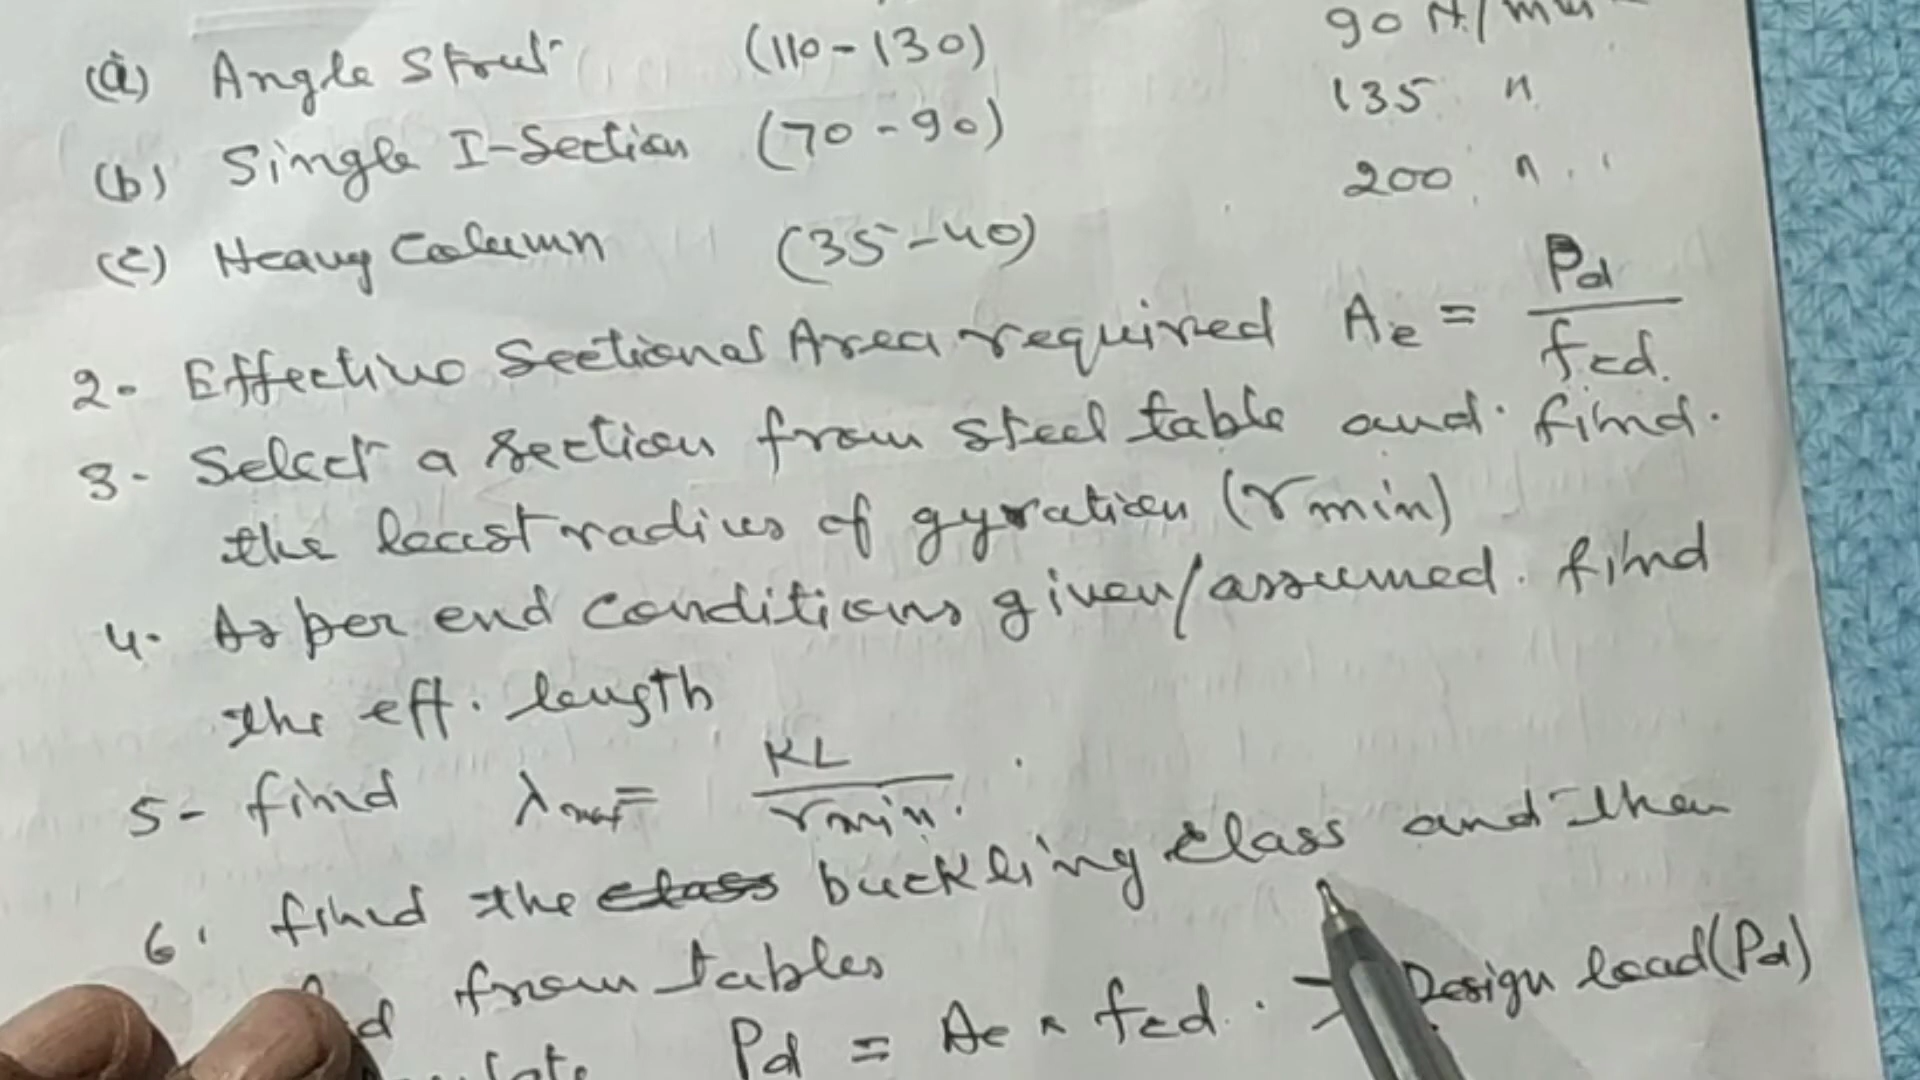 (a) Angle Strut (110-130) 90 N/mm
(b) Single I-Section (70-90) 135 "
(c) Heavy Column (35-40) 200 "
2- Effective Sectional Area required Ae = Pd / fcd.
3- Select a section from steel table and find.
the least radius of gyration (rmin)
4- As per end conditions given/assumed. find
the eff. length
5- find λmax = KL / rmin.
6. find the class buckling class and then
d from tables
Pd = Ae x fcd. > Design load (Pd)